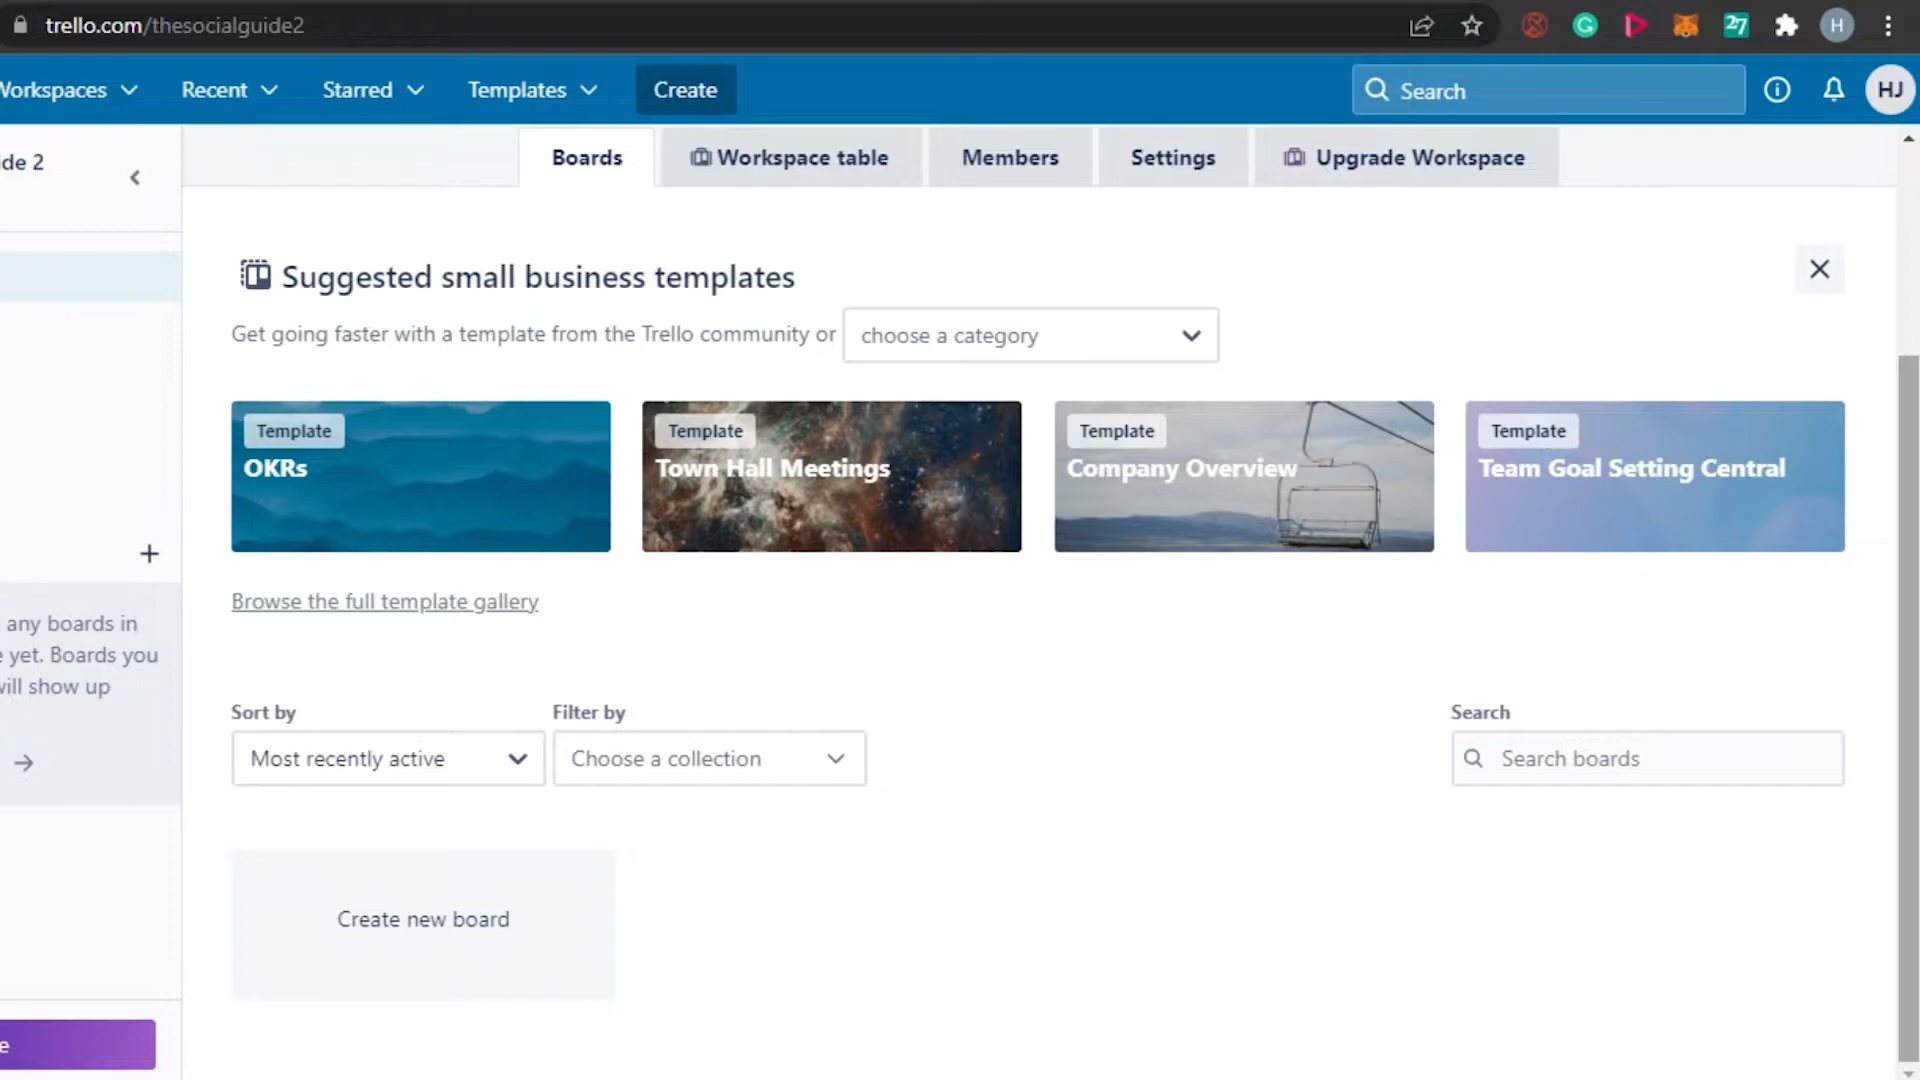 trello.com/thesocialguide2
H
Workspaces
Recent
Starred
Templates
Create
Search
HJ
de 2
Boards
Workspace table
Members
Settings
Upgrade Workspace
Suggested small business templates
Get going faster with a template from the Trello community or choose a category
Template
OKRs
Template
Town Hall Meetings
Template
Company Overview
Template
Team Goal Setting Central
Browse the full template gallery
any boards in
e yet. Boards you
will show up
Sort by
Filter by
Search
Most recently active
Choose a collection
Search boards
Create new board
e
27
G